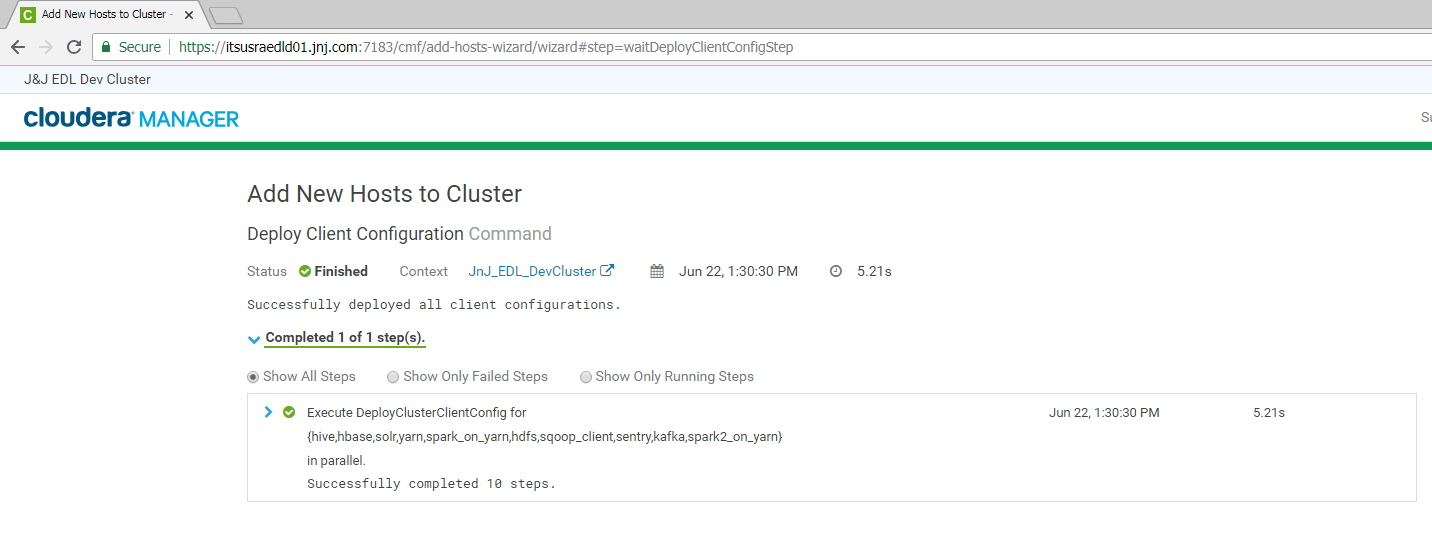 Add New Hosts to Cluster -
Secure https://itsusraedld01.jnj.com:7183/cmf/add-hosts-wizard/wizard#step=waitDeployClientConfigStep
J&J EDL Dev Cluster
cloudera MANAGER
Su
Add New Hosts to Cluster
Deploy Client Configuration Command
Status Finished Context JnJ_EDL_DevCluster Jun 22, 1:30:30 PM 5.21s
Successfully deployed all client configurations.
Completed 1 of 1 step(s).
Show All Steps Show Only Failed Steps Show Only Running Steps
Execute DeployClusterClientConfig for Jun 22, 1:30:30 PM 5.21s
{hive,hbase,solr,yarn,spark_on_yarn,hdfs,sqoop_client,sentry,kafka,spark2_on_yarn}
in parallel.
Successfully completed 10 steps.